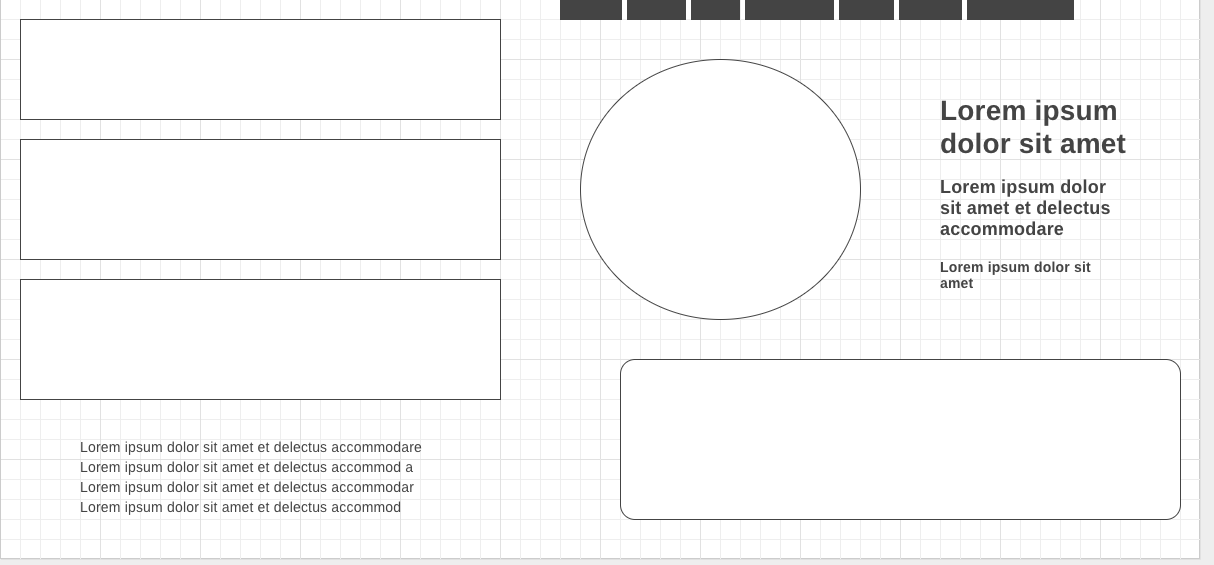 Lorem ipsum
dolor sit amet
Lorem ipsum dolor
sit amet et delectus
accommodare
Lorem ipsum dolor sit
amet
Lorem ipsum dolor sit amet et delectus accommodare
Lorem ipsum dolor sit amet et delectus accommod a
Lorem ipsum dolor sit amet et delectus accommodar
Lorem ipsum dolor sit amet et delectus accommod